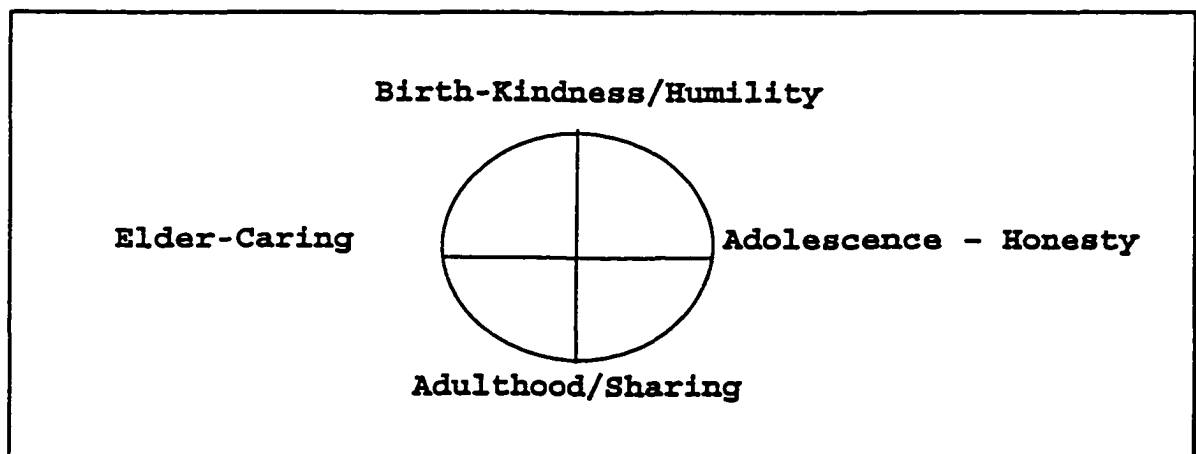 Birth-Kindness/Humility
Elder-Caring
Adolescence - Honesty
Adulthood/Sharing